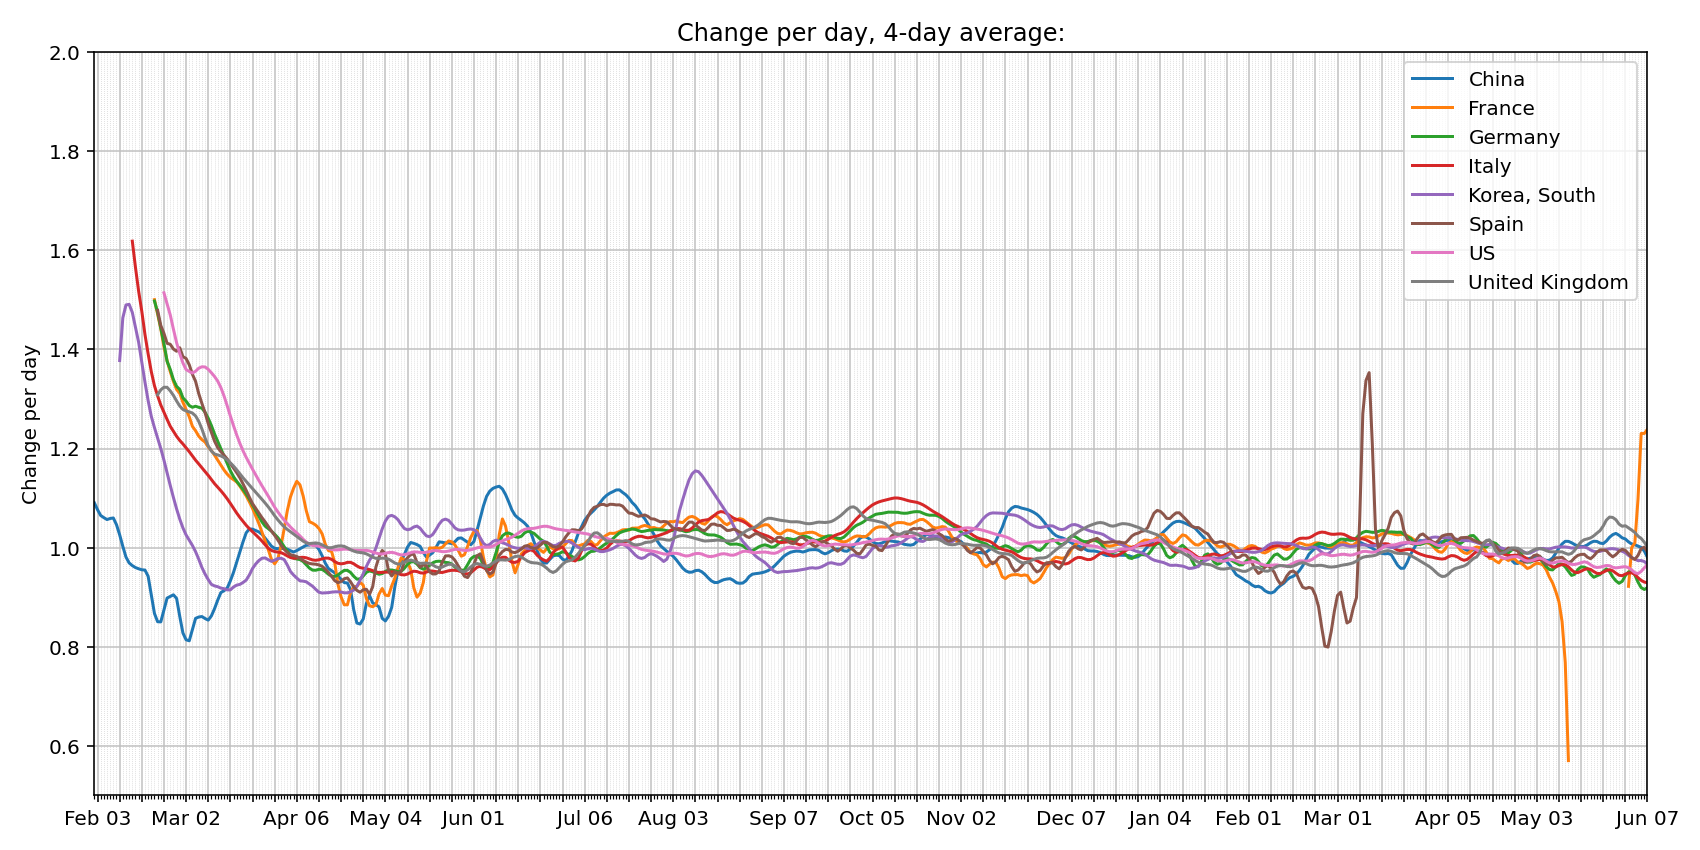 Change per day, 4-day average:
Change per day
2.0
1.8
1.6
1.4
1.2
1.0
0.8
0.6
China
France
Germany
Italy
Korea, South
Spain
US
United Kingdom
Feb 03 Mar 02 Apr 06 May 04 Jun 01 Jul 06 Aug 03 Sep 07 Oct 05 Nov 02 Dec 07 Jan 04 Feb 01 Mar 01 Apr 05 May 03 Jun 07